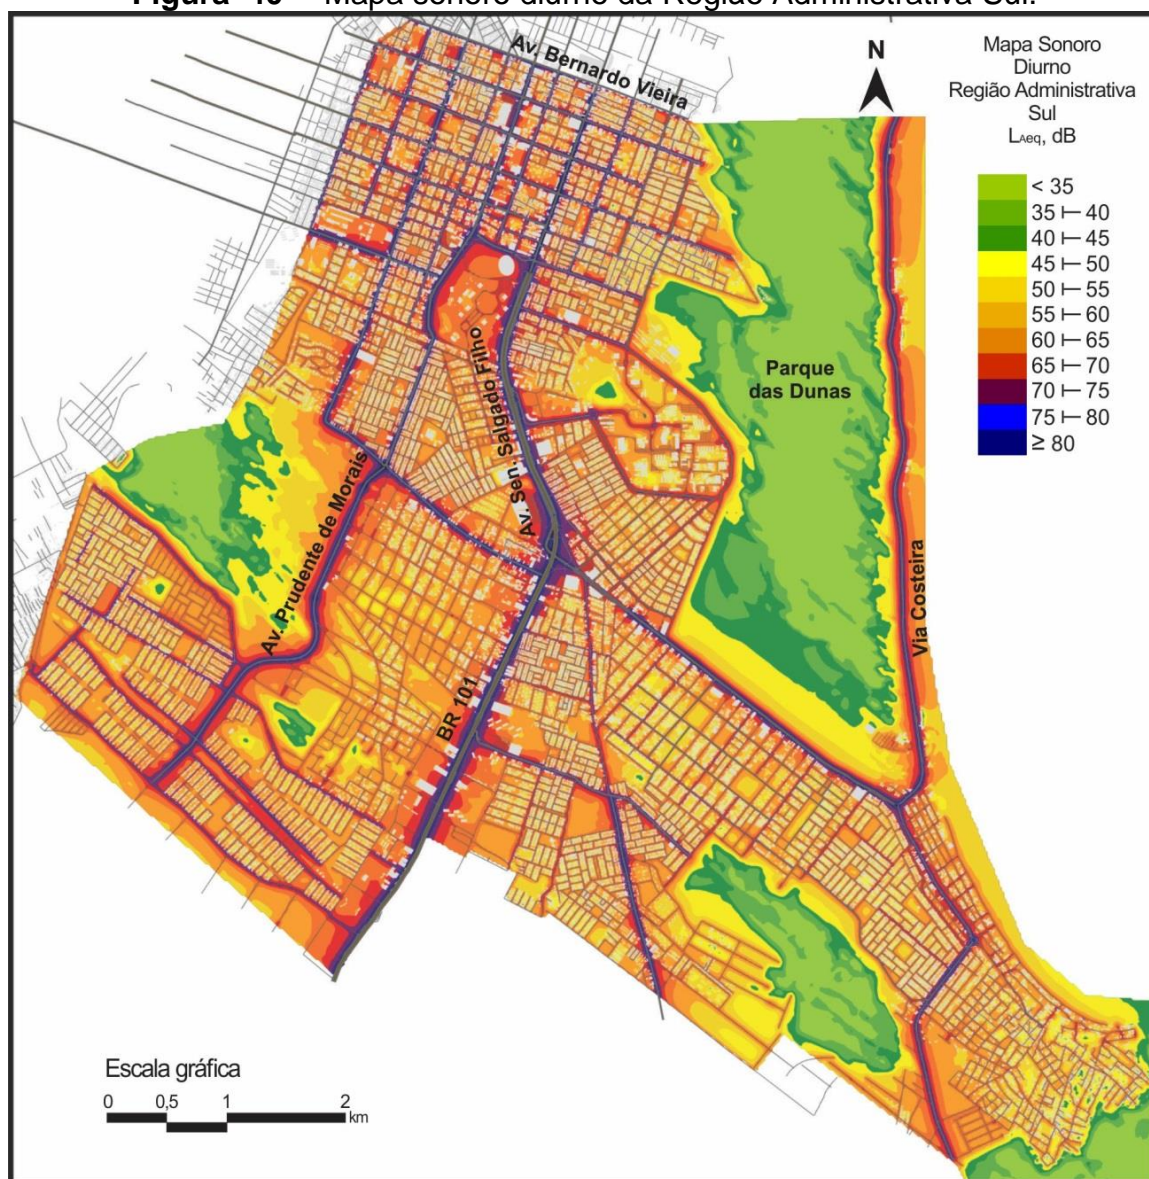 Mapa sonoro diurno da Região Administrativa Sul.
Av. Bernardo Vieira
N
Mapa Sonoro
Diurno
Região Administrativa
Sul
LAeq, dB
< 35
35 ⊢ 40
40 ⊢ 45
45 ⊢ 50
50 ⊢ 55
55 ⊢ 60
60 ⊢ 65
65 ⊢ 70
70 ⊢ 75
75 ⊢ 80
≥ 80
Parque
das Dunas
Av. Sen. Salgado Filho
Av. Prudente de Morais
Via Costeira
BR 101
Escala gráfica
0 0,5 1 2
km